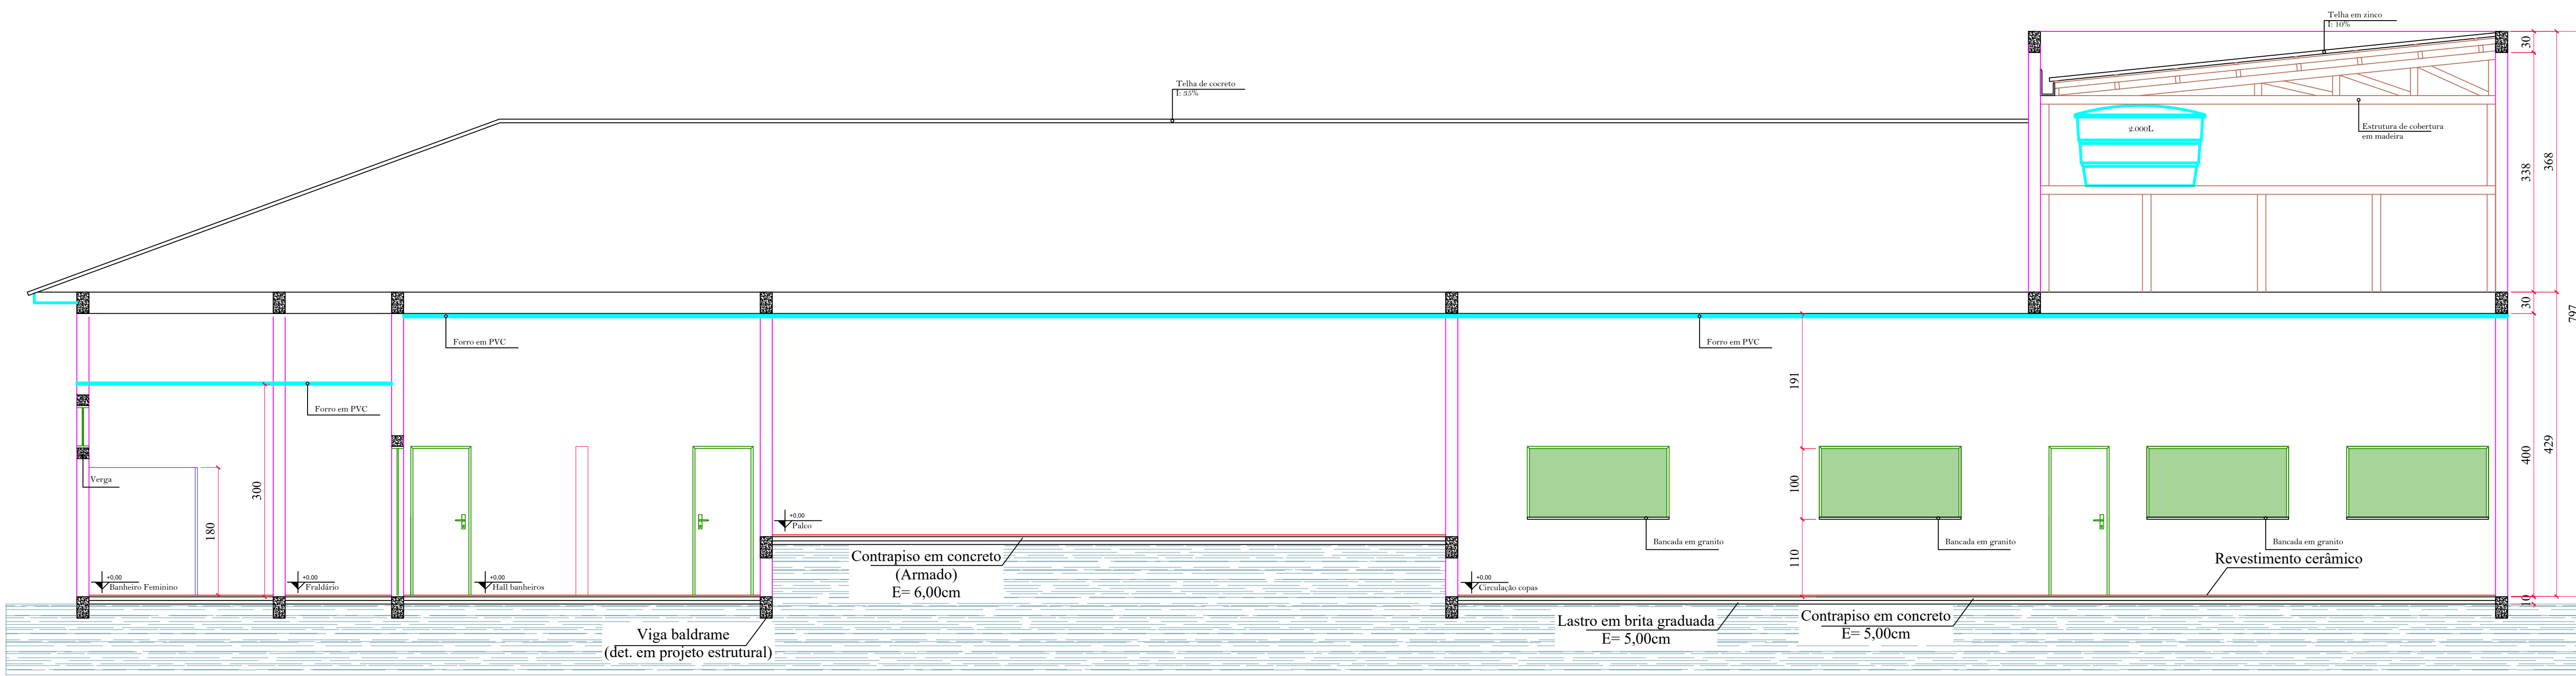 Telha em zinco
I: 10%
30
Telha de cocreto
I: 35%
2.000L
Estrutura de cobertura
em madeira
338
368
30
797
Forro em PVC
Forro em PVC
Forro em PVC
191
400
429
Verga
300
180
100
110
+0,00
Palco
Bancada em granito
Bancada em granito
Bancada em granito
Contrapiso em concreto
(Armado)
E= 6,00cm
Revestimento cerâmico
+0,00
Banheiro Feminino
+0,00
Fraldário
+0,00
Hall banheiros
+0,00
Circulação copas
10
Viga baldrame
(det. em projeto estrutural)
Lastro em brita graduada
E= 5,00cm
Contrapiso em concreto
E= 5,00cm